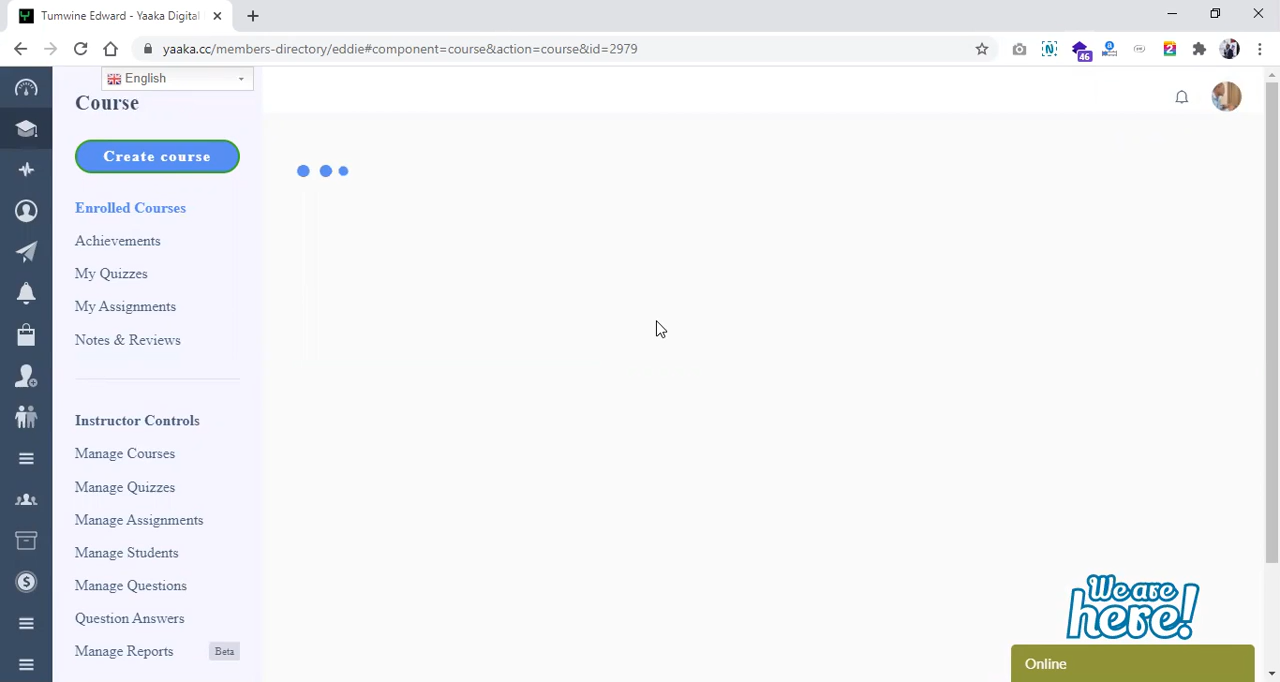 Tumwine Edward - Yaaka Digital
yaaka.cc/members-directory/eddie#component=course&action=course&id=2979
46
2
English
Course
Create course
Enrolled Courses
Achievements
My Quizzes
My Assignments
Notes & Reviews
Instructor Controls
Manage Courses
Manage Quizzes
Manage Assignments
Manage Students
Manage Questions
Question Answers
Manage Reports Beta
We are
here!
Online